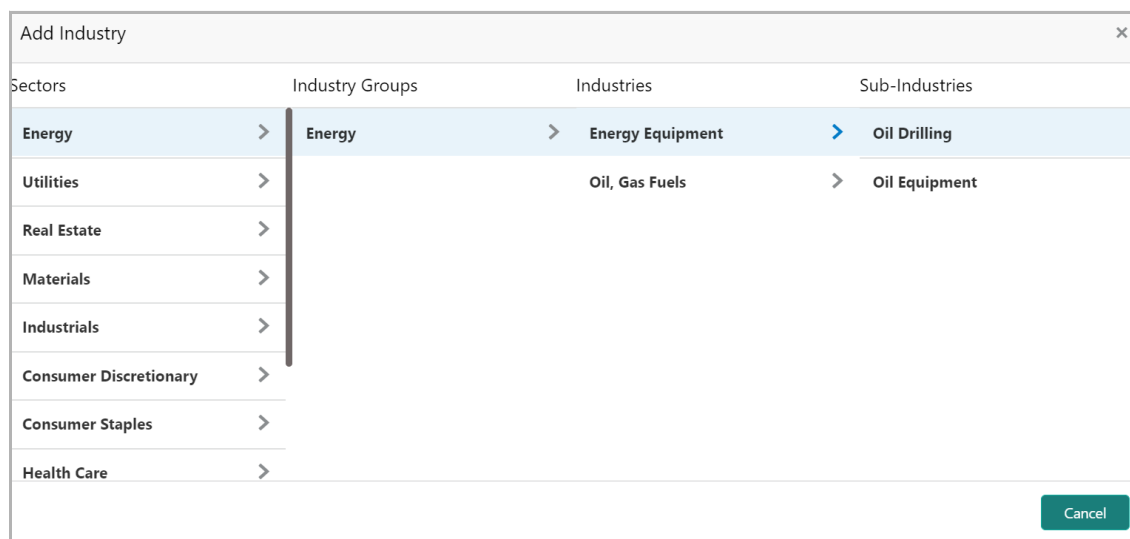 Add Industry ×
Sectors Industry Groups Industries Sub-Industries
Energy Energy Energy Equipment Oil Drilling
Utilities Oil, Gas Fuels Oil Equipment
Real Estate
Materials
Industrials
Consumer Discretionary
Consumer Staples
Health Care
Cancel